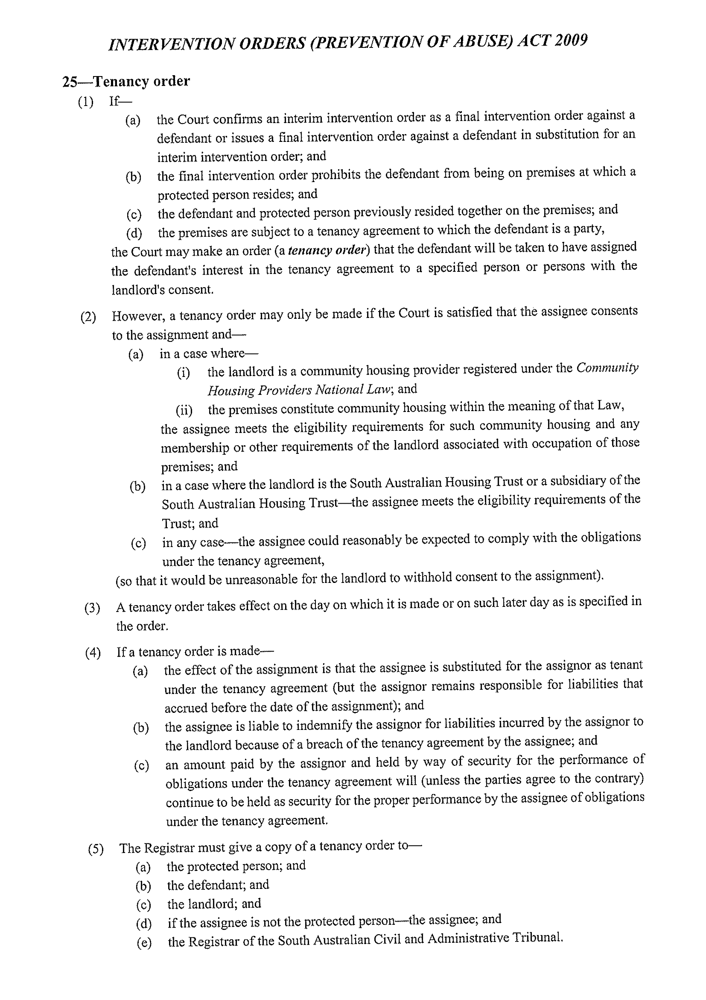 INTERVENTION ORDERS (PREVENTION OF ABUSE) ACT 2009
25—Tenancy order
(1) If—
(a) the Court confirms an interim intervention order as a final intervention order against a
defendant or issues a final intervention order against a defendant in substitution for an
interim intervention order; and
(b) the final intervention order prohibits the defendant from being on premises at which a
protected person resides; and
(c) the defendant and protected person previously resided together on the premises; and
(d) the premises are subject to a tenancy agreement to which the defendant is a party,
the Court may make an order (a tenancy order) that the defendant will be taken to have assigned
the defendant's interest in the tenancy agreement to a specified person or persons with the
landlord's consent.
(2) However, a tenancy order may only be made if the Court is satisfied that the assignee consents
to the assignment and—
(a) in a case where—
(i) the landlord is a community housing provider registered under the Community
Housing Providers National Law; and
(ii) the premises constitute community housing within the meaning of that Law,
the assignee meets the eligibility requirements for such community housing and any
membership or other requirements of the landlord associated with occupation of those
premises; and
(b) in a case where the landlord is the South Australian Housing Trust or a subsidiary of the
South Australian Housing Trust—the assignee meets the eligibility requirements of the
Trust; and
(c) in any case—the assignee could reasonably be expected to comply with the obligations
under the tenancy agreement,
(so that it would be unreasonable for the landlord to withhold consent to the assignment).
(3) A tenancy order takes effect on the day on which it is made or on such later day as is specified in
the order.
(4) If a tenancy order is made—
(a) the effect of the assignment is that the assignee is substituted for the assignor as tenant
under the tenancy agreement (but the assignor remains responsible for liabilities that
accrued before the date of the assignment); and
(b) the assignee is liable to indemnify the assignor for liabilities incurred by the assignor to
the landlord because of a breach of the tenancy agreement by the assignee; and
(c) an amount paid by the assignor and held by way of security for the performance of
obligations under the tenancy agreement will (unless the parties agree to the contrary)
continue to be held as security for the proper performance by the assignee of obligations
under the tenancy agreement.
(5) The Registrar must give a copy of a tenancy order to—
(a) the protected person; and
(b) the defendant; and
(c) the landlord; and
(d) if the assignee is not the protected person—the assignee; and
(e) the Registrar of the South Australian Civil and Administrative Tribunal.